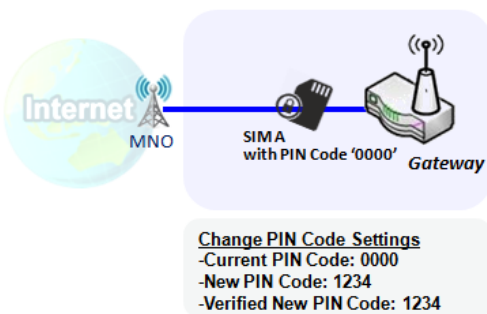 Internet
MNO
SIM A
with PIN Code ‘0000’
Gateway
Change PIN Code Settings
-Current PIN Code: 0000
-New PIN Code: 1234
-Verified New PIN Code: 1234